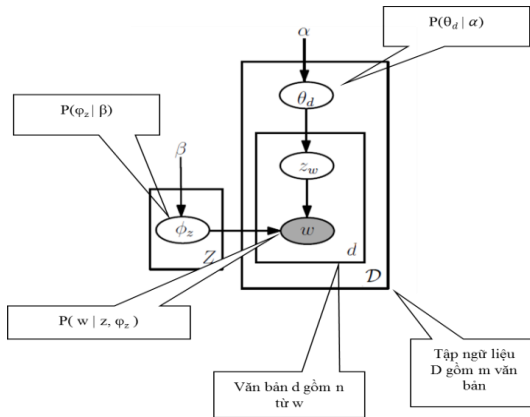 P(θd | α)
α
θd
P(φz | β)
β
zw
ϕz
w
Z
d
D
P( w | z, φz )
Văn bản d gồm n
từ w
Tập ngữ liệu
D gồm m văn
bản